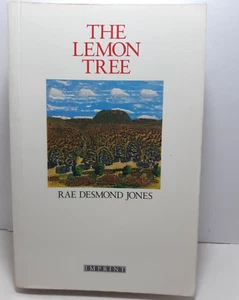 THE
LEMON
TREE
RAE DESMOND JONES
IMPRINT